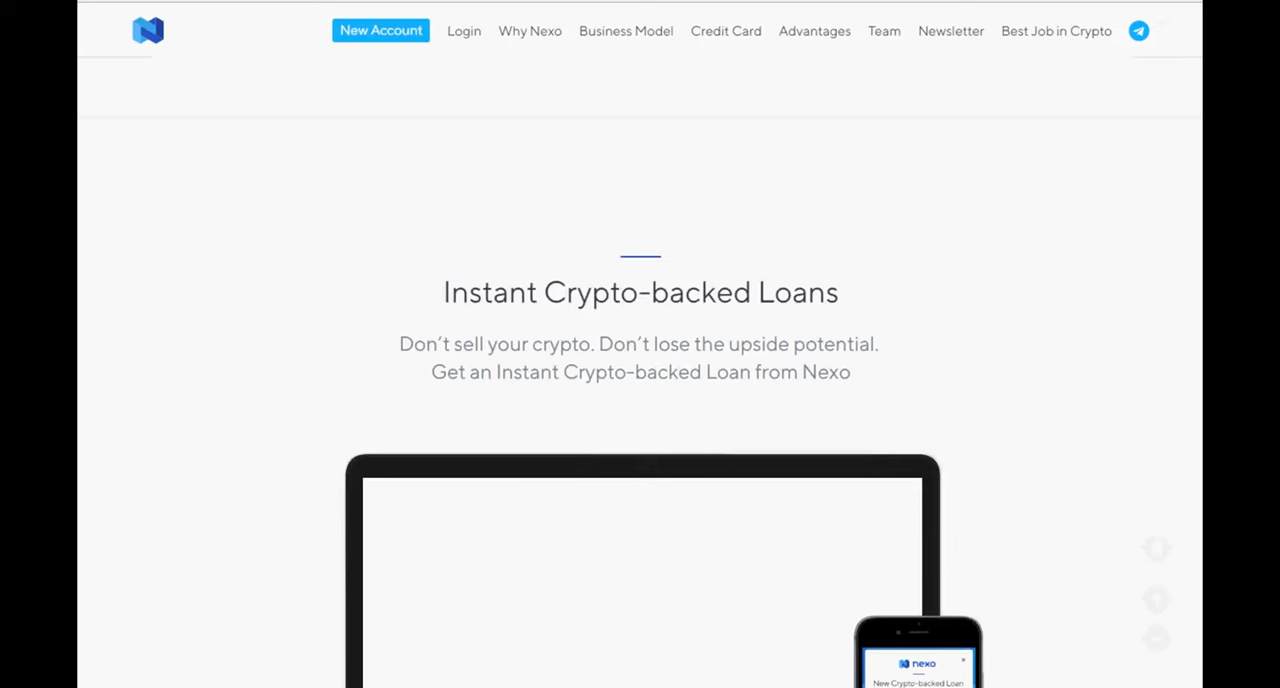 New Account Login Why Nexo Business Model Credit Card Advantages Team Newsletter Best Job in Crypto
Instant Crypto-backed Loans
Don't sell your crypto. Don't lose the upside potential.
Get an Instant Crypto-backed Loan from Nexo
nexo
New Crypto-backed Loan